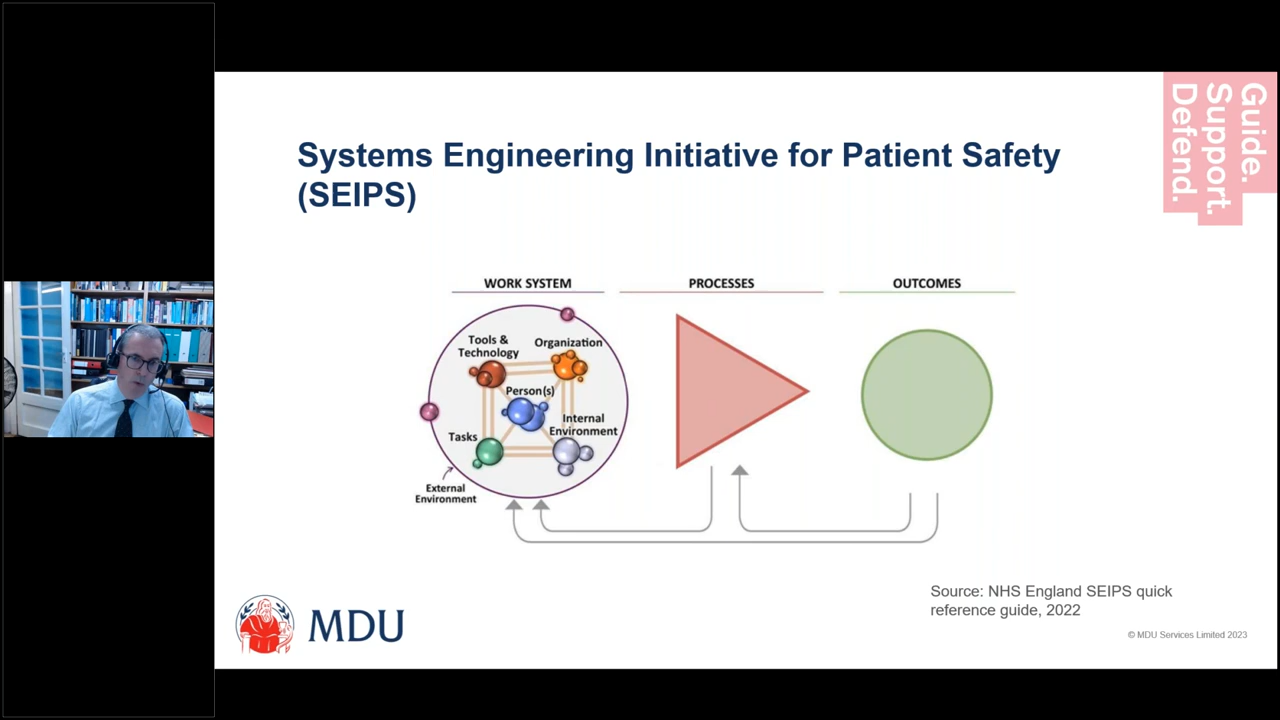 Guide.
Support.
Defend.
Systems Engineering Initiative for Patient Safety
(SEIPS)
WORK SYSTEM
PROCESSES
OUTCOMES
Tools &
Technology
Organization
Person(s)
Internal
Environment
Tasks
External
Environment
Source: NHS England SEIPS quick
reference guide, 2022
MDU
© MDU Services Limited 2023